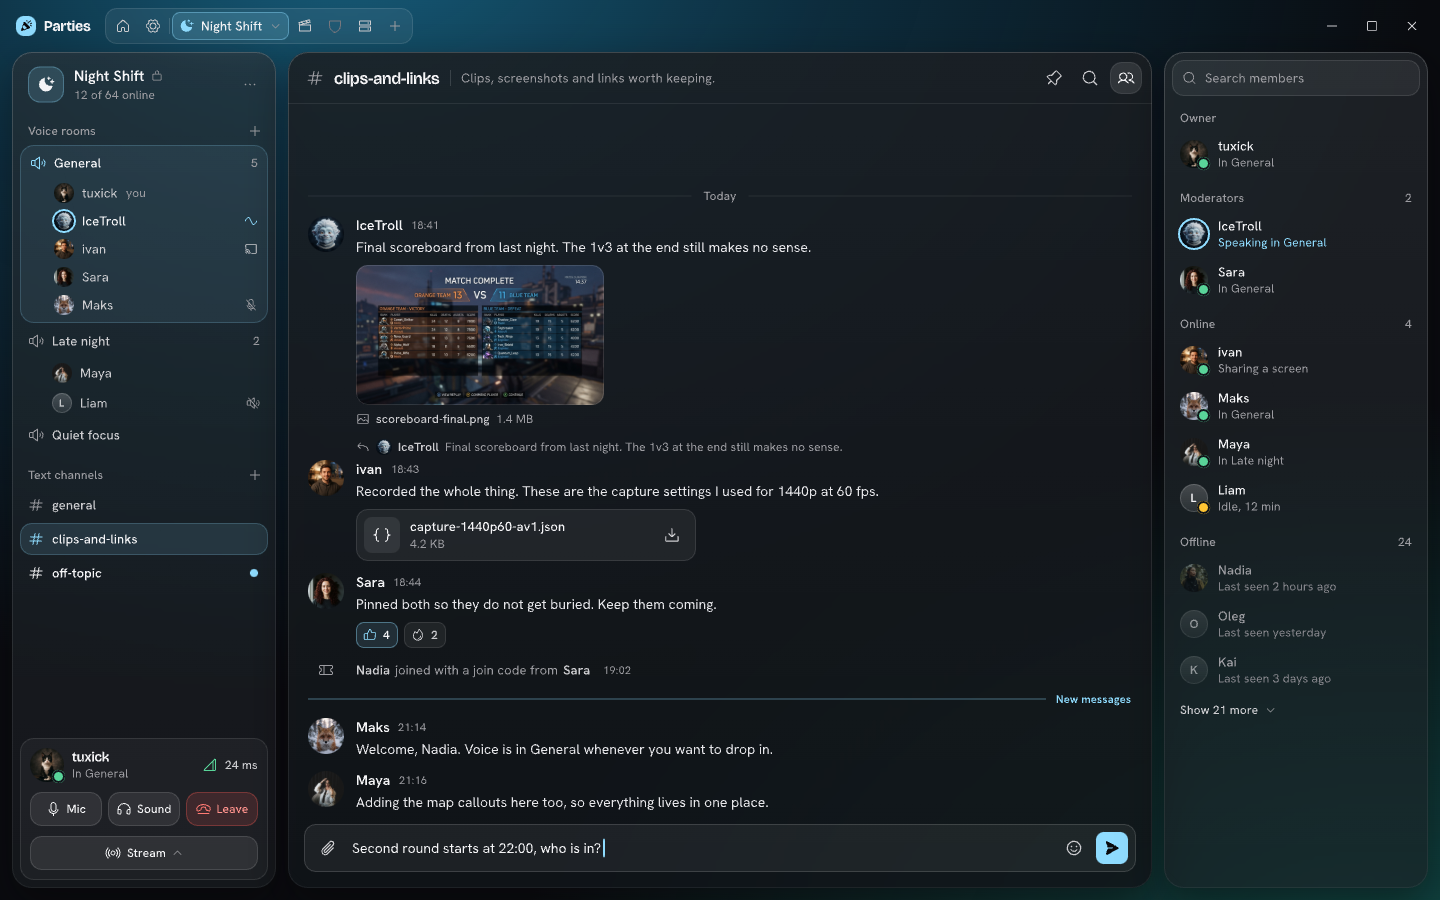 Parties
Night Shift
Night Shift
12 of 64 online
Voice rooms
General 5
tuxick you
IceTroll
ivan
Sara
Maks
Late night 2
Maya
L Liam
Quiet focus
Text channels
# general
# clips-and-links
# off-topic
tuxick
In General
24 ms
Mic Sound Leave
Stream
# clips-and-links Clips, screenshots and links worth keeping.
Today
IceTroll 18:41
Final scoreboard from last night. The 1v3 at the end still makes no sense.
MATCH COMPLETE
ORANGE TEAM 13 VS 11 BLUE TEAM
14:37
scoreboard-final.png 1.4 MB
IceTroll Final scoreboard from last night. The 1v3 at the end still makes no sense.
ivan 18:43
Recorded the whole thing. These are the capture settings I used for 1440p at 60 fps.
{ } capture-1440p60-av1.json
4.2 KB
Sara 18:44
Pinned both so they do not get buried. Keep them coming.
4 2
Nadia joined with a join code from Sara 19:02
New messages
Maks 21:14
Welcome, Nadia. Voice is in General whenever you want to drop in.
Maya 21:16
Adding the map callouts here too, so everything lives in one place.
Second round starts at 22:00, who is in?
Search members
Owner
tuxick
In General
Moderators 2
IceTroll
Speaking in General
Sara
In General
Online 4
ivan
Sharing a screen
Maks
In General
Maya
In Late night
L Liam
Idle, 12 min
Offline 24
Nadia
Last seen 2 hours ago
O Oleg
Last seen yesterday
K Kai
Last seen 3 days ago
Show 21 more